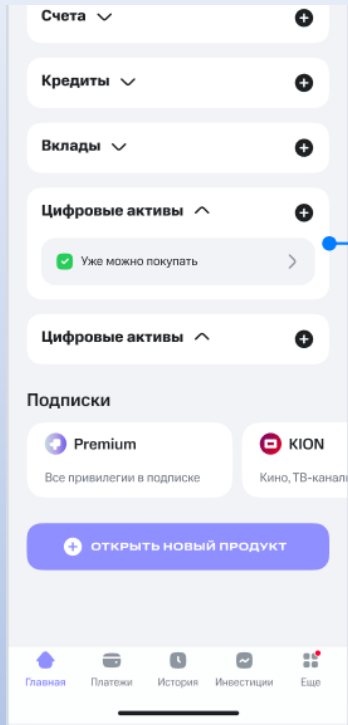 Счета
Кредиты
Вклады
Цифровые активы
Уже можно покупать
Цифровые активы
Подписки
Premium
KION
Все привилегии в подписке
Кино, ТВ-канал
ОТКРЫТЬ НОВЫЙ ПРОДУКТ
Главная Платежи История Инвестиции Еще